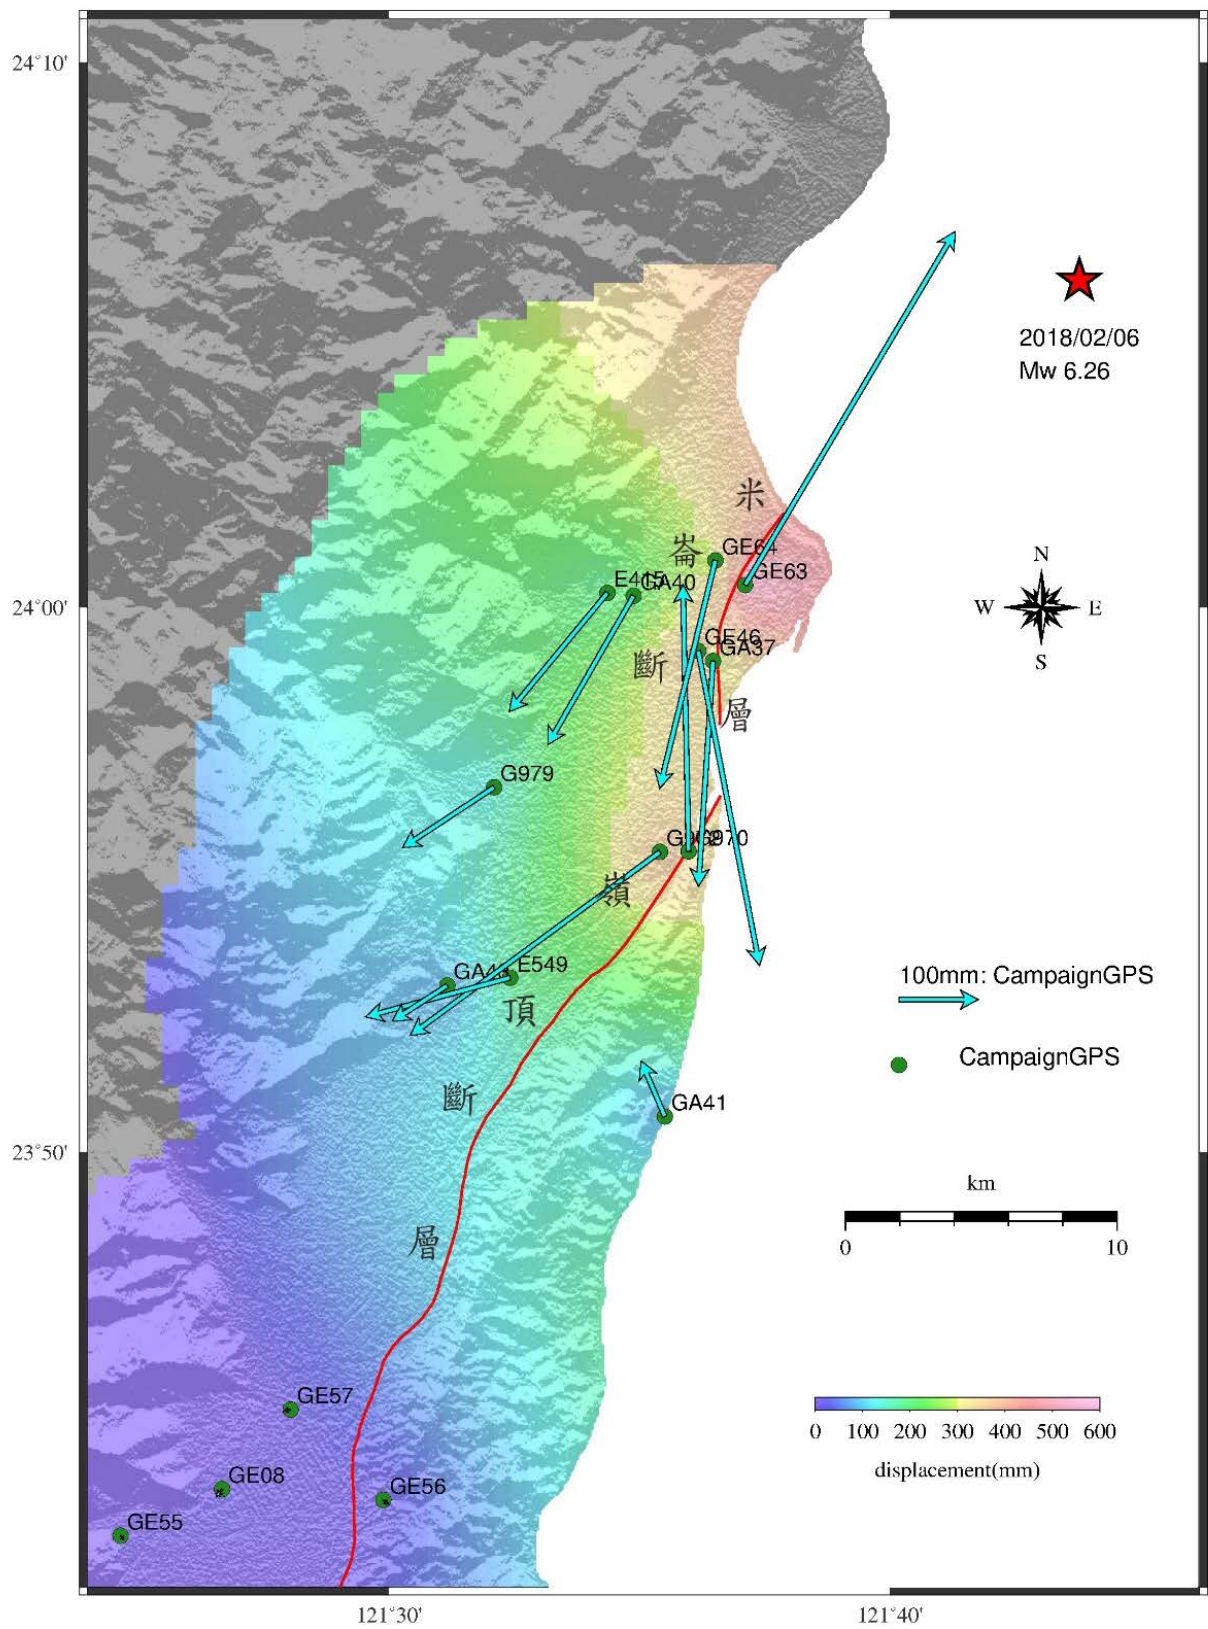 24°10'
2018/02/06
Mw 6.26
米
崙
GE64
GE63
E415
GA40
24°00'
N
W
E
S
GE46
GA37
斷
層
G979
G970
嶺
E549
頂
100mm: CampaignGPS
CampaignGPS
斷
GA41
23°50'
km
0
10
層
GE57
0 100 200 300 400 500 600
displacement(mm)
GE08
GE56
GE55
121°30'
121°40'